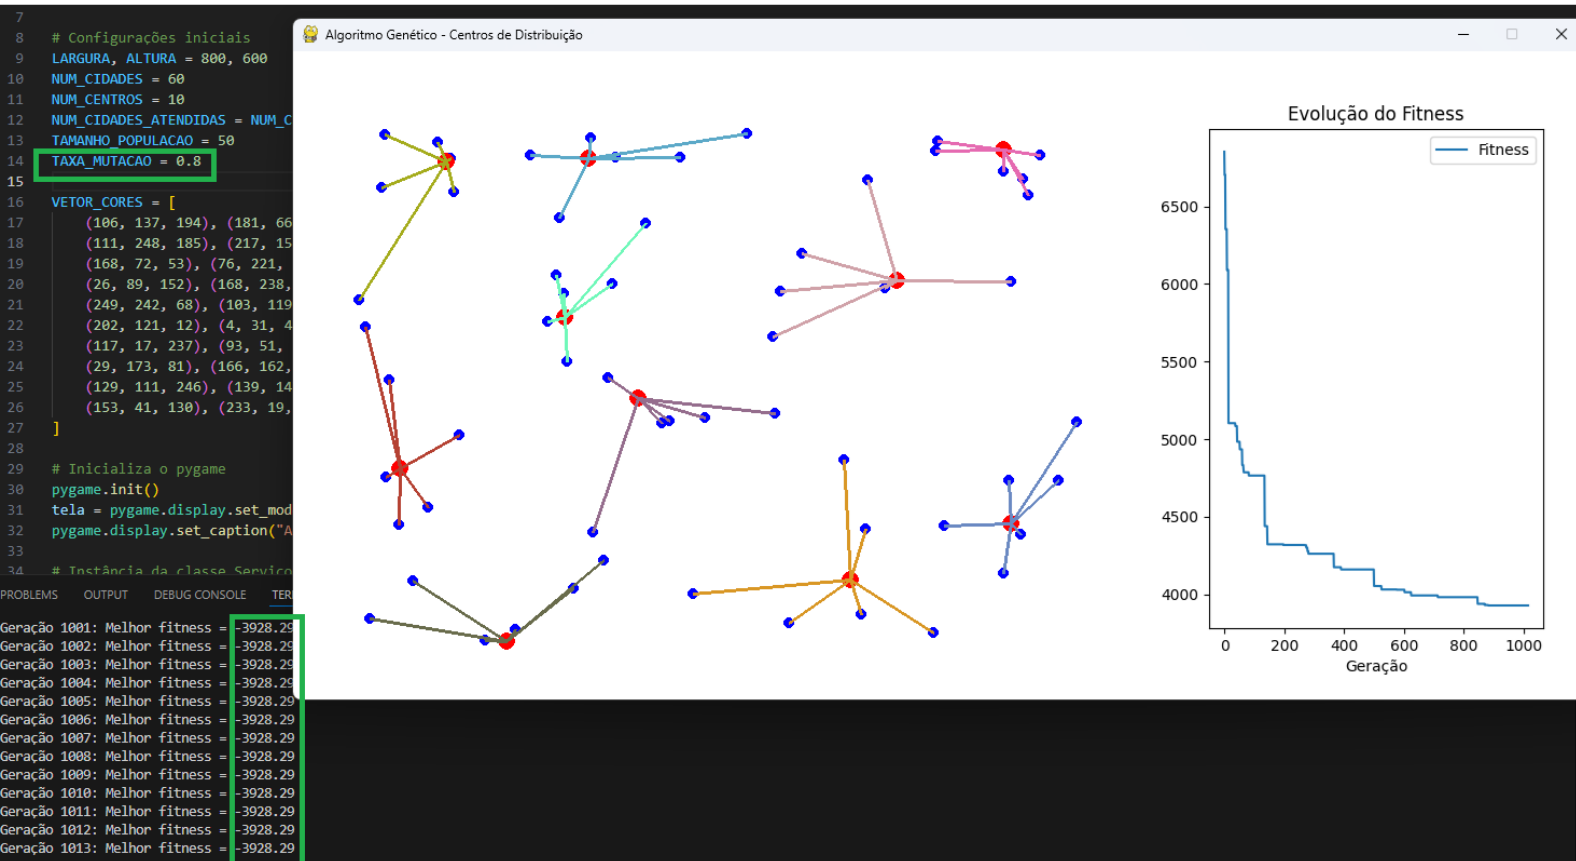 7
8 # Configurações iniciais
9 LARGURA, ALTURA = 800, 600
10 NUM_CIDADES = 60
11 NUM_CENTROS = 10
12 NUM_CIDADES_ATENDIDAS = NUM_C
13 TAMANHO_POPULACAO = 50
14 TAXA_MUTACAO = 0.8
15
16 VETOR_CORES = [
17 (106, 137, 194), (181, 66
18 (111, 248, 185), (217, 15
19 (168, 72, 53), (76, 221,
20 (26, 89, 152), (168, 238,
21 (249, 242, 68), (103, 119
22 (202, 121, 12), (4, 31, 4
23 (117, 17, 237), (93, 51,
24 (29, 173, 81), (166, 162,
25 (129, 111, 246), (139, 14
26 (153, 41, 130), (233, 19,
27 ]
28
29 # Inicializa o pygame
30 pygame.init()
31 tela = pygame.display.set_mod
32 pygame.display.set_caption("A
33
34 # Instância da classe Servico
PROBLEMS OUTPUT DEBUG CONSOLE TERI
Geração 1001: Melhor fitness = -3928.29
Geração 1002: Melhor fitness = -3928.29
Geração 1003: Melhor fitness = -3928.29
Geração 1004: Melhor fitness = -3928.29
Geração 1005: Melhor fitness = -3928.29
Geração 1006: Melhor fitness = -3928.29
Geração 1007: Melhor fitness = -3928.29
Geração 1008: Melhor fitness = -3928.29
Geração 1009: Melhor fitness = -3928.29
Geração 1010: Melhor fitness = -3928.29
Geração 1011: Melhor fitness = -3928.29
Geração 1012: Melhor fitness = -3928.29
Geração 1013: Melhor fitness = -3928.29
Algoritmo Genético - Centros de Distribuição
Evolução do Fitness
Fitness
6500
6000
5500
5000
4500
4000
0 200 400 600 800 1000
Geração